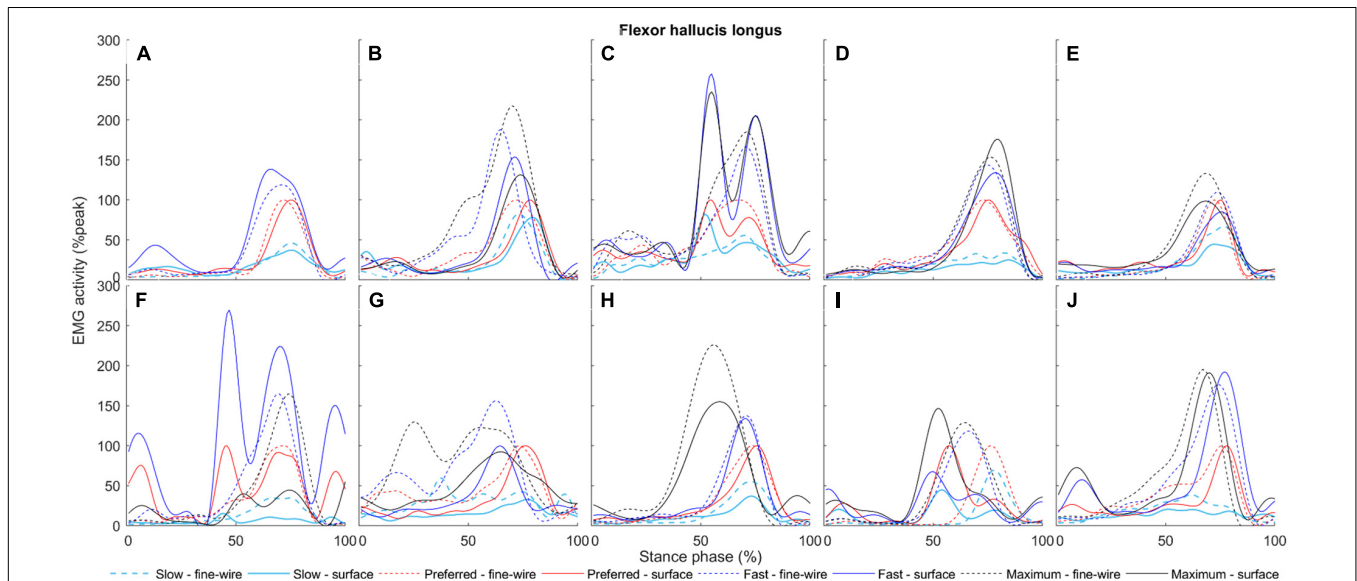 Flexor hallucis longus
300
250
200
150
100
50
0
A
B
C
D
E
EMG activity (%peak)
300
250
200
150
100
50
0
F
G
H
I
J
0 50 100 0 50 100 0 50 100 0 50 100 0 50 100
Stance phase (%)
Slow - fine-wire Slow - surface Preferred - fine-wire Preferred - surface Fast - fine-wire Fast - surface Maximum - fine-wire Maximum - surface